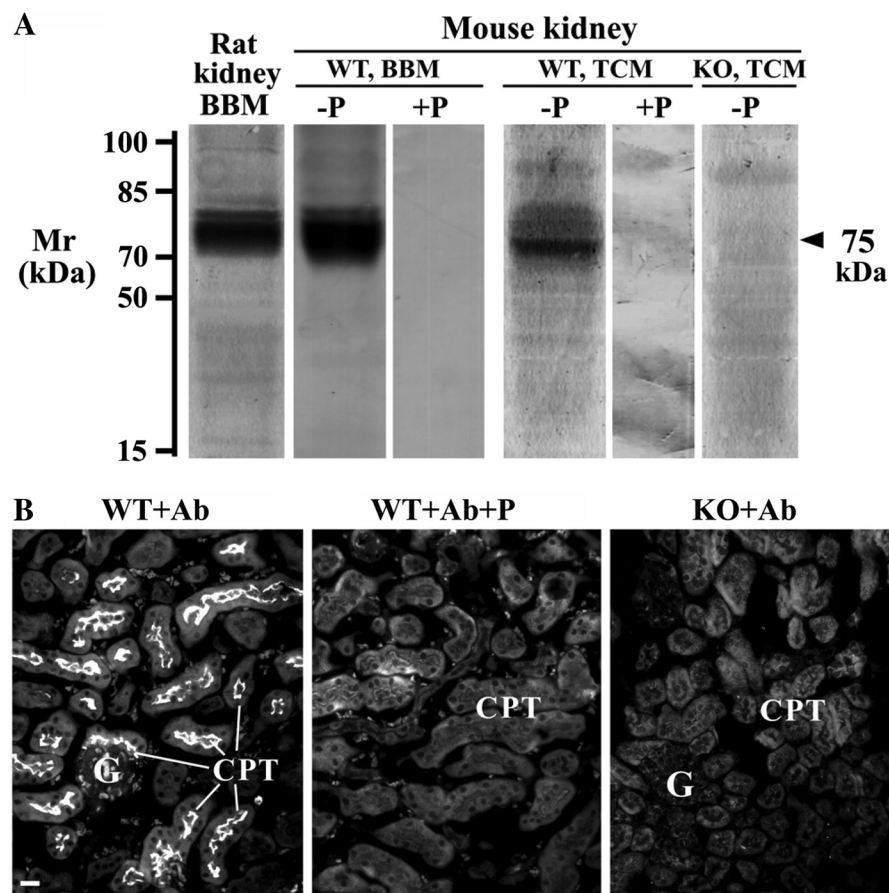 A
Mouse kidney
Rat
kidney
BBM
WT, BBM
WT, TCM
KO, TCM
-P
+P
-P
+P
-P
100
85
Mr
(kDa)
70
50
15
75
kDa
B
WT+Ab
WT+Ab+P
KO+Ab
G
CPT
CPT
CPT
G